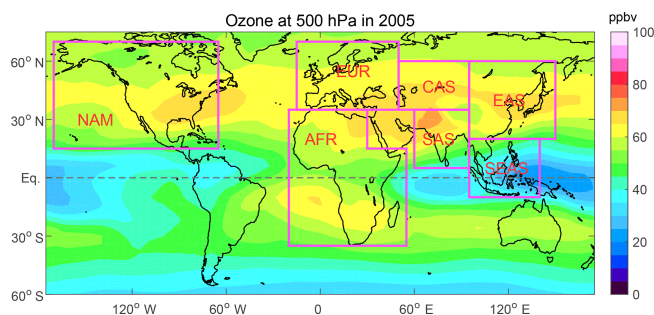 Ozone at 500 hPa in 2005
ppbv
100
80
60
40
20
0
60° N
30° N
Eq.
30° S
60° S
120° W
60° W
0
60° E
120° E
NAM
EUR
CAS
EAS
AFR
SAS
SEAS